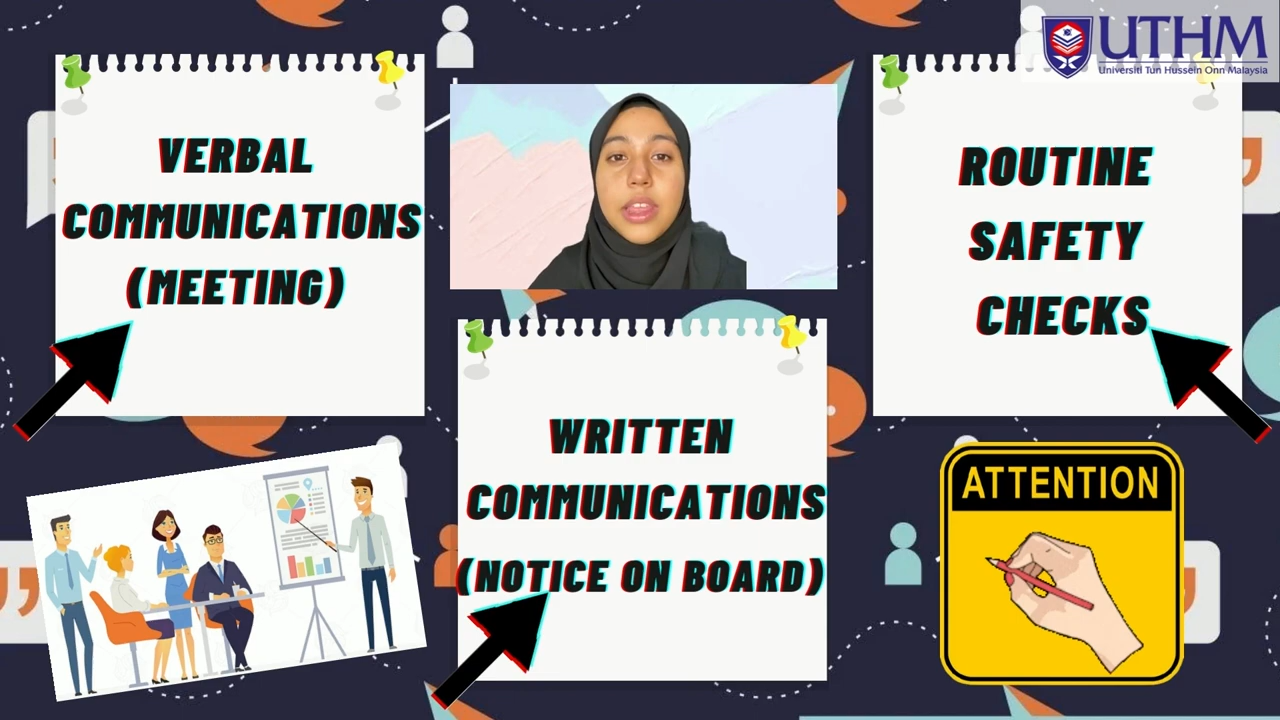 VERBAL
COMMUNICATIONS
(MEETING)
WRITTEN
COMMUNICATIONS
(NOTICE ON BOARD)
ROUTINE
SAFETY
CHECKS
ATTENTION
UTHM
Universiti Tun Hussein Onn Malaysia